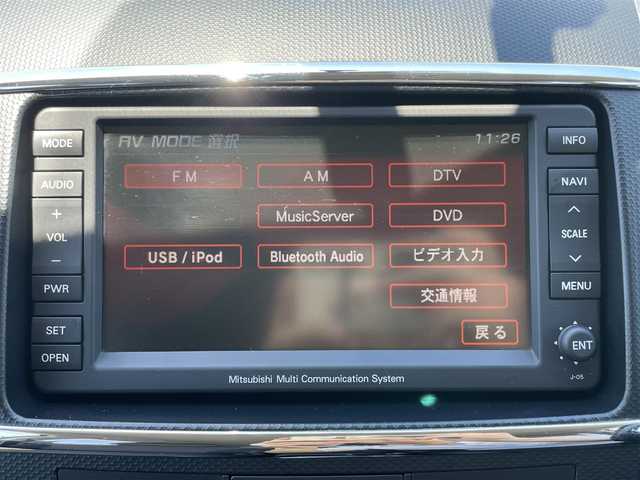 AV MODE 選択 11:26
FM AM DTV
MusicServer DVD
USB / iPod Bluetooth Audio ビデオ入力
交通情報
戻る
MODE
AUDIO
+
VOL
−
PWR
SET
OPEN
INFO
NAVI
SCALE
MENU
ENT
J-05
Mitsubishi Multi Communication System